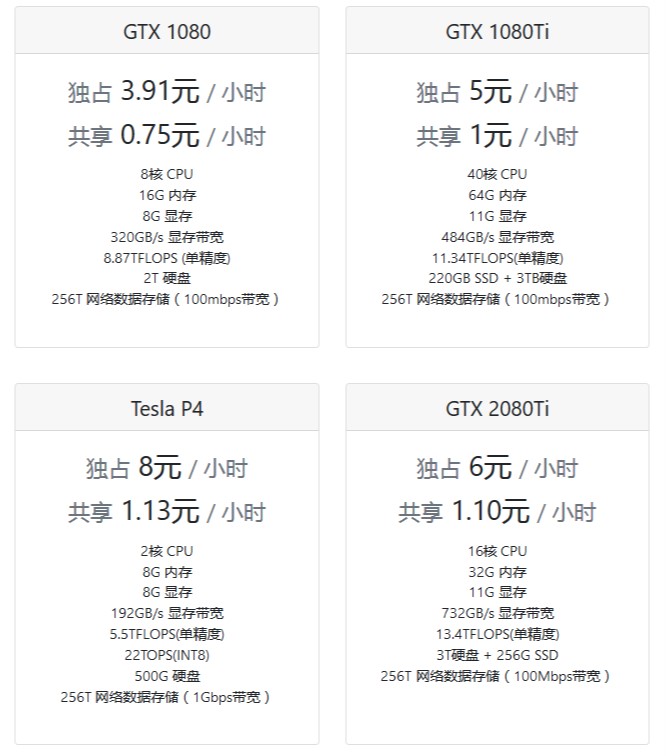 GTX 1080
独占 3.91元 / 小时
共享 0.75元 / 小时
8核 CPU
16G 内存
8G 显存
320GB/s 显存带宽
8.87TFLOPS (单精度)
2T 硬盘
256T 网络数据存储（100mbps带宽）
GTX 1080Ti
独占 5元 / 小时
共享 1元 / 小时
40核 CPU
64G 内存
11G 显存
484GB/s 显存带宽
11.34TFLOPS(单精度)
220GB SSD + 3TB硬盘
256T 网络数据存储（100mbps带宽）
Tesla P4
独占 8元 / 小时
共享 1.13元 / 小时
2核 CPU
8G 内存
8G 显存
192GB/s 显存带宽
5.5TFLOPS(单精度)
22TOPS(INT8)
500G 硬盘
256T 网络数据存储（1Gbps带宽）
GTX 2080Ti
独占 6元 / 小时
共享 1.10元 / 小时
16核 CPU
32G 内存
11G 显存
732GB/s 显存带宽
13.4TFLOPS(单精度)
3T硬盘 + 256G SSD
256T 网络数据存储（100Mbps带宽）